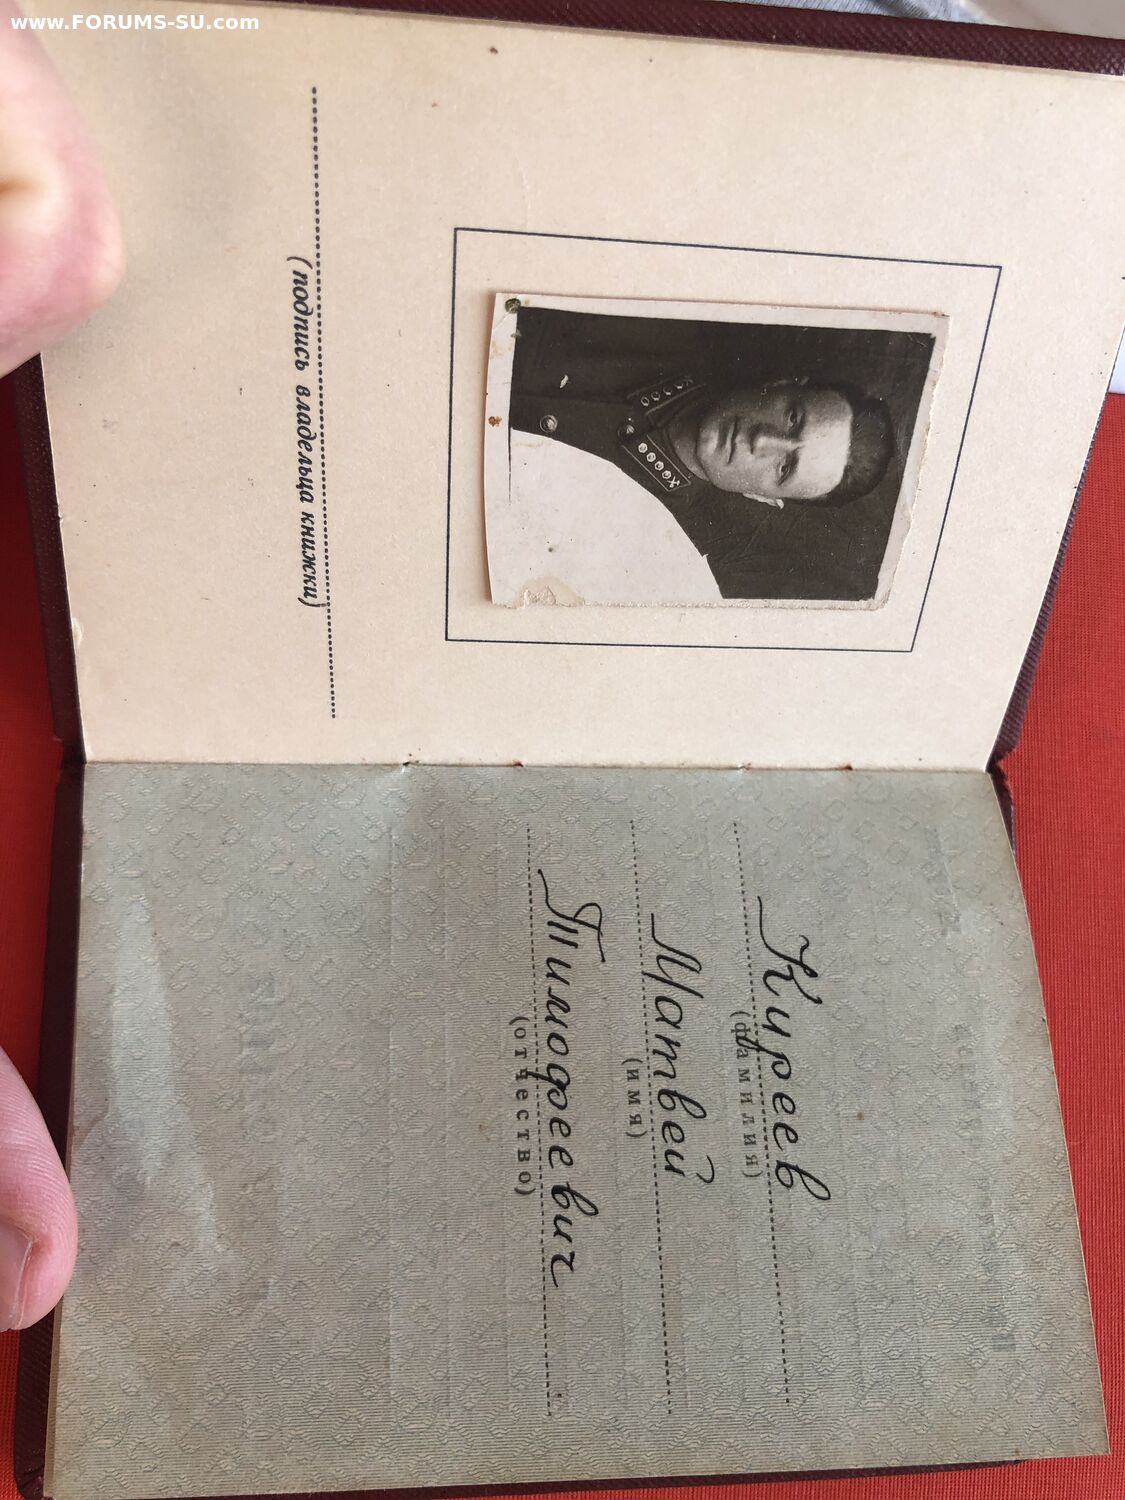 www.FORUMS-SU.com
(подпись владельца книжки)
Киреев
(фамилия)
Матвей
(имя)
Тимофеевич
(отчество)